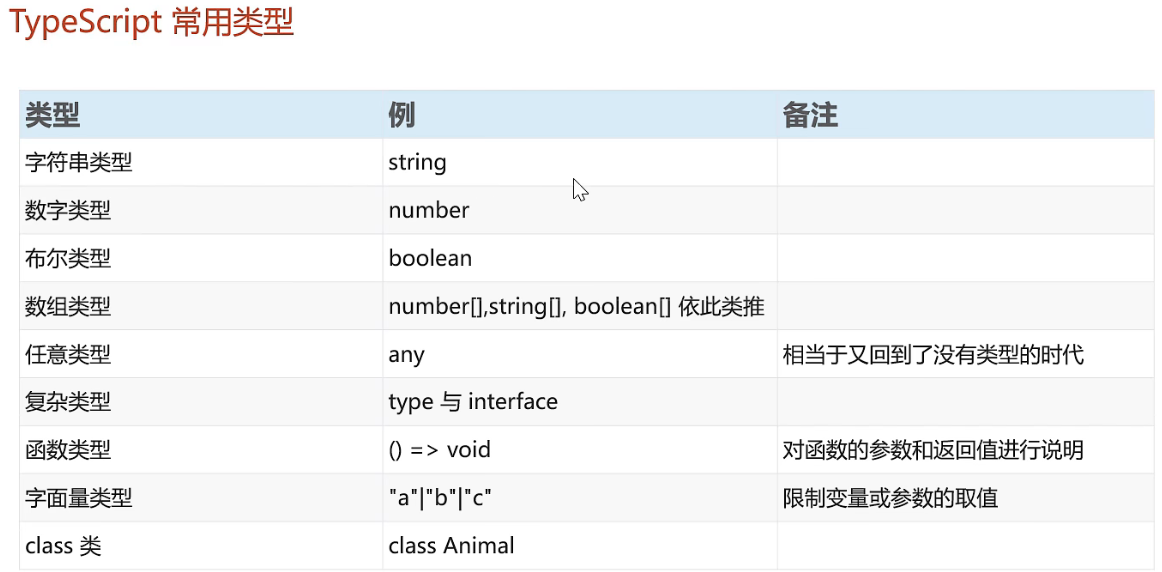 TypeScript 常用类型
类型 例 备注
字符串类型 string
数字类型 number
布尔类型 boolean
数组类型 number[],string[], boolean[] 依此类推
任意类型 any 相当于又回到了没有类型的时代
复杂类型 type 与 interface
函数类型 () => void 对函数的参数和返回值进行说明
字面量类型 "a"|"b"|"c" 限制变量或参数的取值
class 类 class Animal